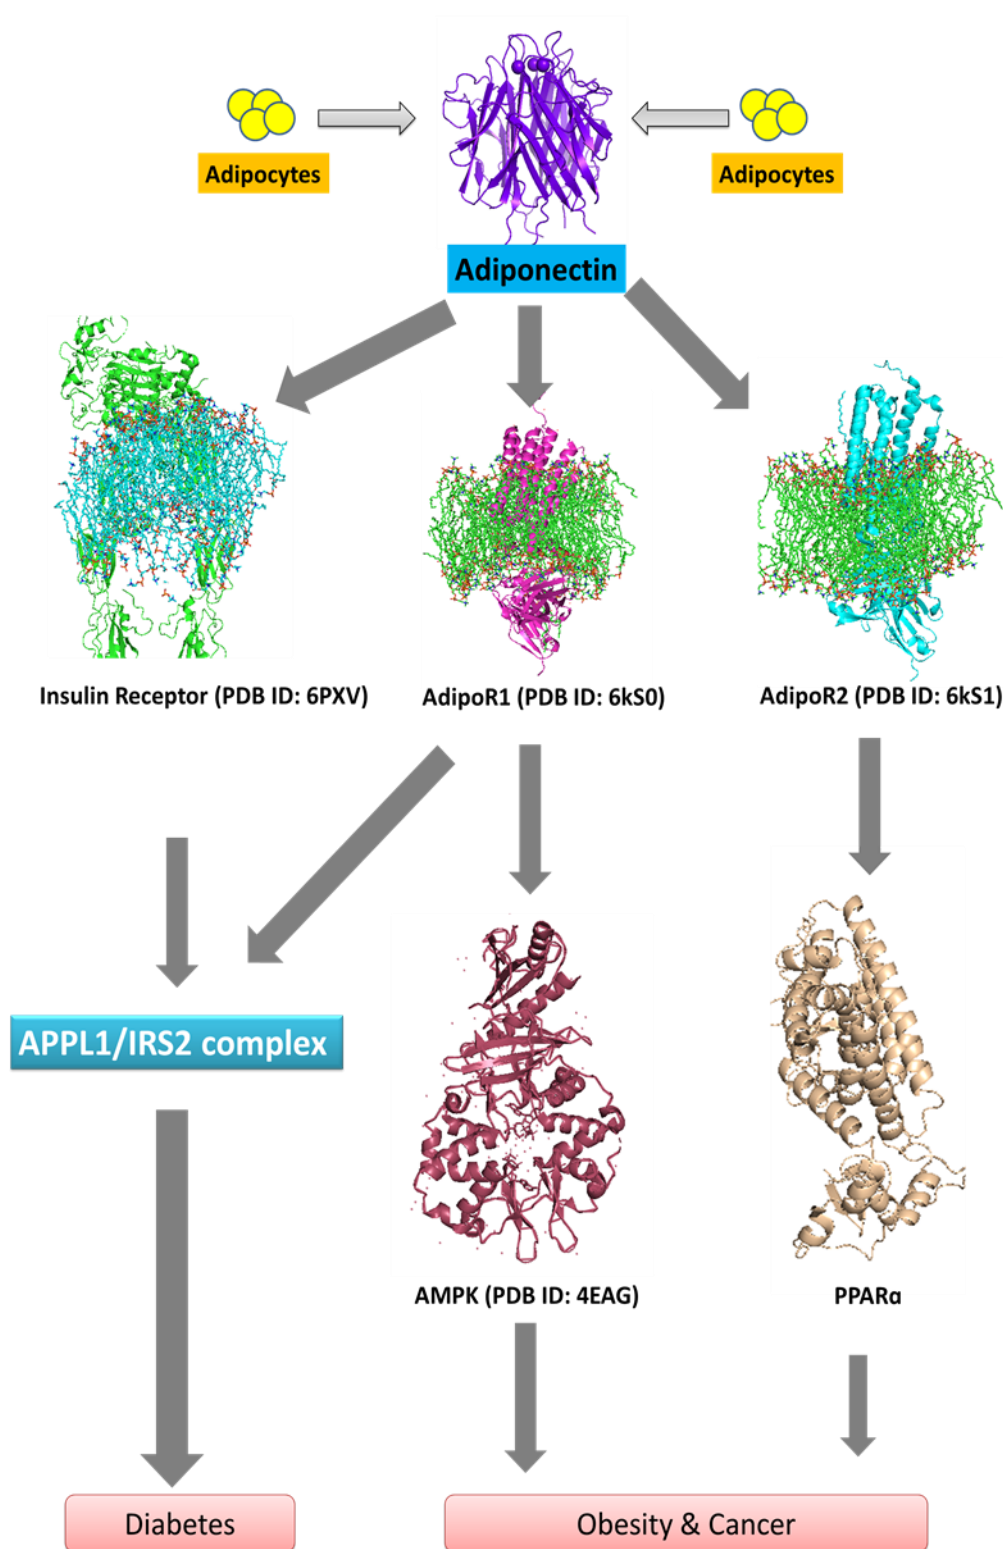 Adipocytes
Adipocytes
Adiponectin
Insulin Receptor (PDB ID: 6PXV)
AdipoR1 (PDB ID: 6kS0)
AdipoR2 (PDB ID: 6kS1)
APPL1/IRS2 complex
AMPK (PDB ID: 4EAG)
PPARα
Diabetes
Obesity & Cancer